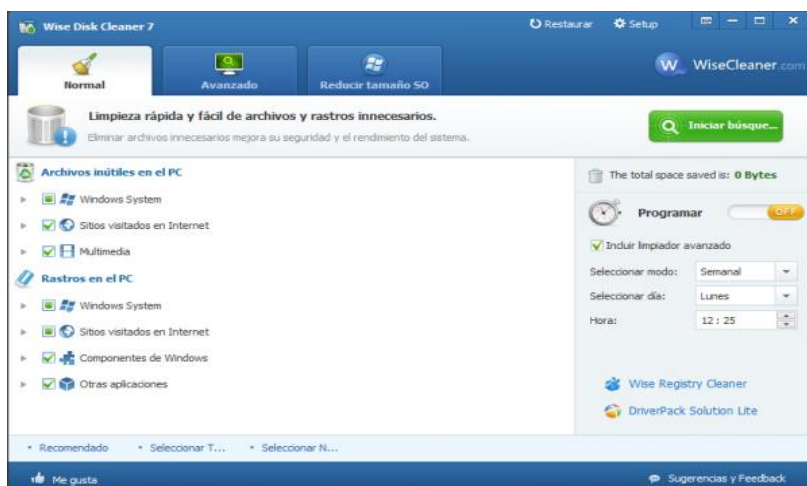 Wise Disk Cleaner 7
Restaurar
Setup
Normal
Avanzado
Reducir tamaño SO
W WiseCleaner.com
Limpieza rápida y fácil de archivos y rastros innecesarios.
Eliminar archivos innecesarios mejora su seguridad y el rendimiento del sistema.
Iniciar búsque...
Archivos inútiles en el PC
Windows System
Sitios visitados en Internet
Multimedia
Rastros en el PC
Windows System
Sitios visitados en Internet
Componentes de Windows
Otras aplicaciones
The total space saved is: 0 Bytes
Programar
OFF
Incluir limpiador avanzado
Seleccionar modo: Semanal
Seleccionar día: Lunes
Hora: 12 : 25
Wise Registry Cleaner
DriverPack Solution Lite
Recomendado
Seleccionar T...
Seleccionar N...
Me gusta
Sugerencias y Feedback